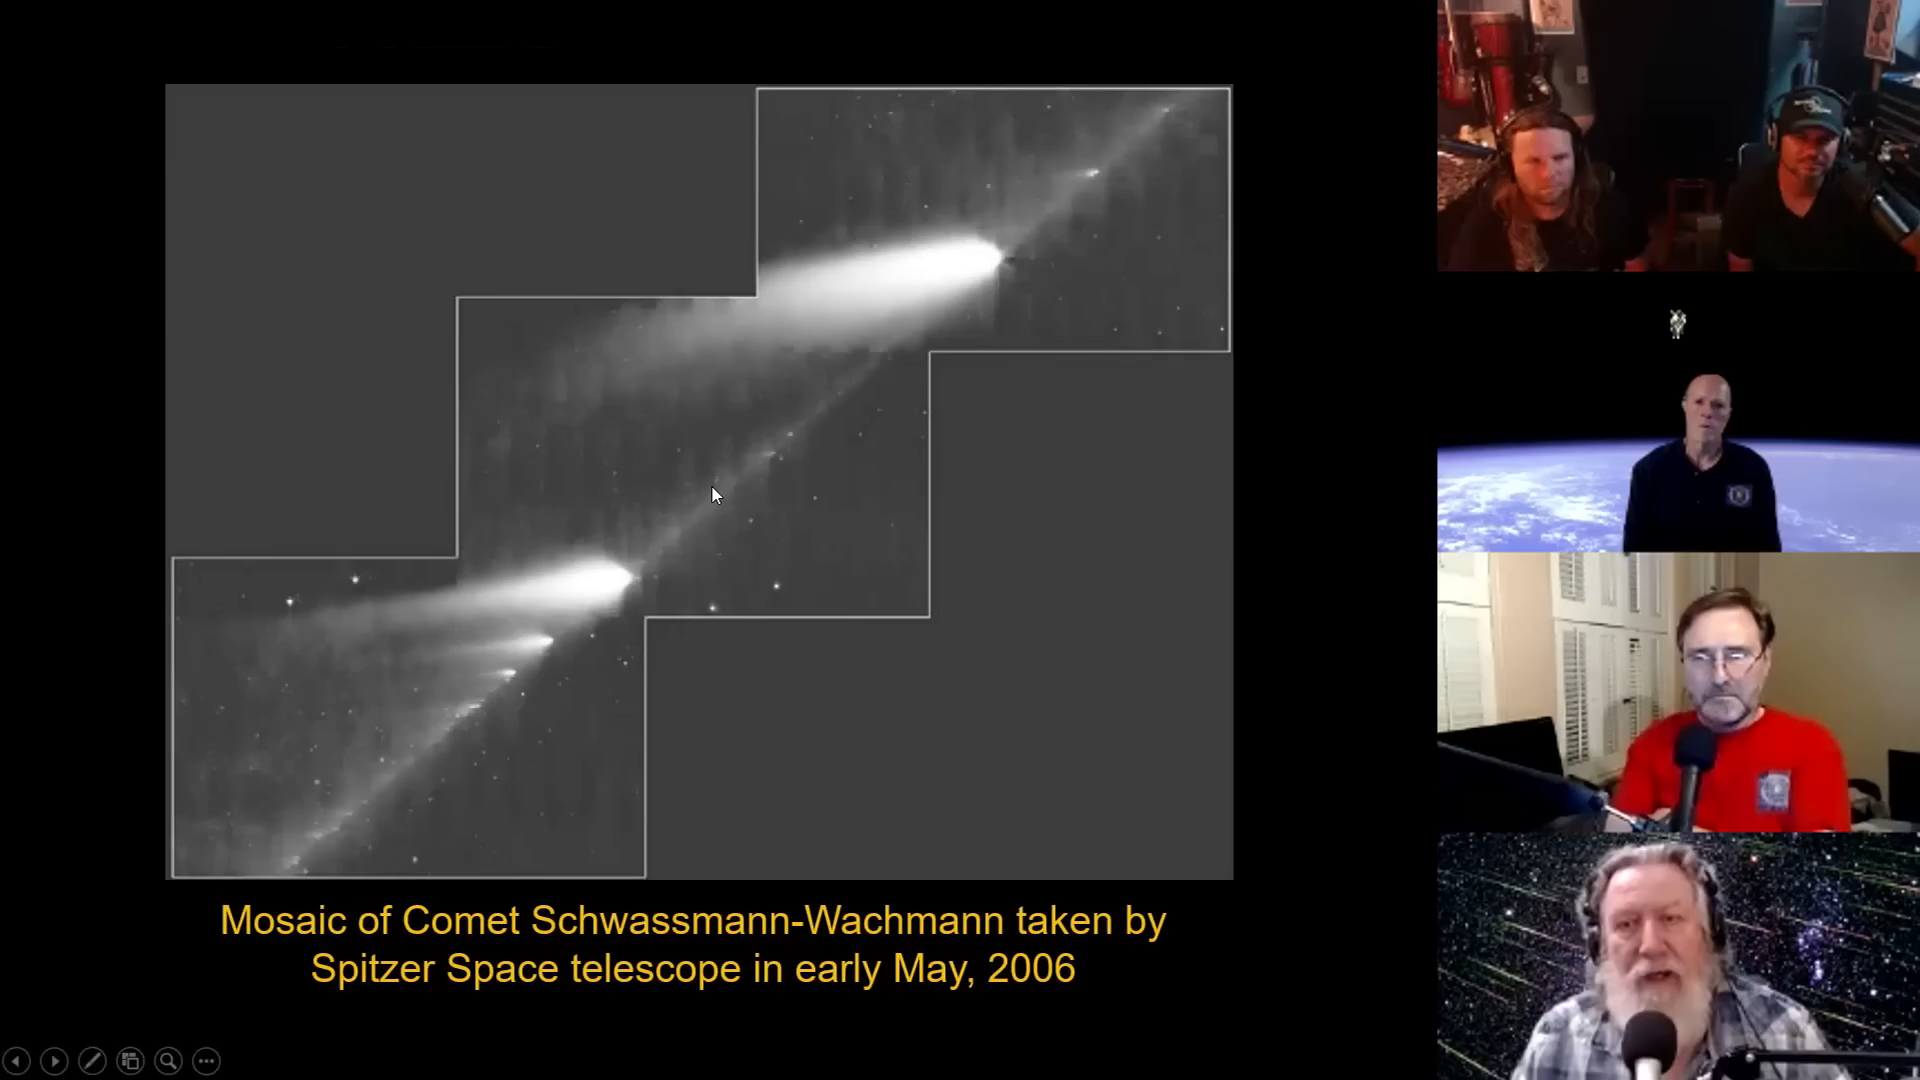 Mosaic of Comet Schwassmann-Wachmann taken by
Spitzer Space telescope in early May, 2006